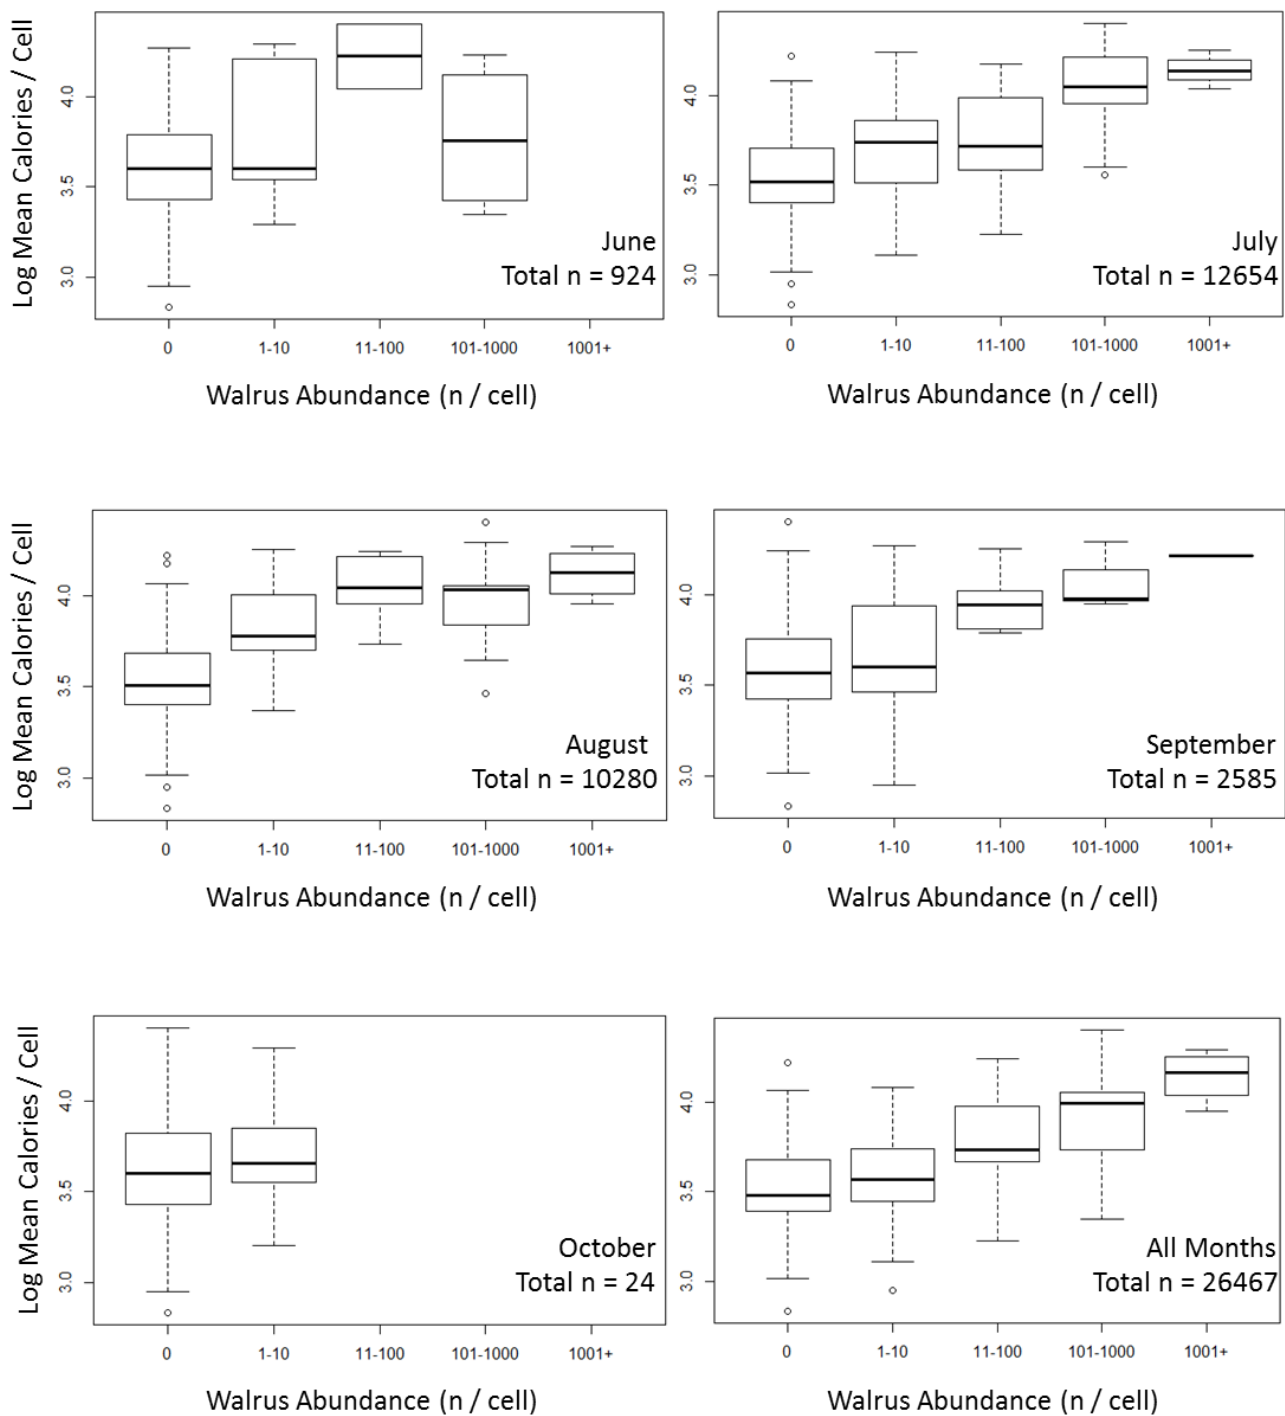 Log Mean Calories / Cell
4.0
3.5
3.0
June
Total n = 924
0 1-10 11-100 101-1000 1001+
Walrus Abundance (n / cell)
4.0
3.5
3.0
July
Total n = 12654
0 1-10 11-100 101-1000 1001+
Walrus Abundance (n / cell)
Log Mean Calories / Cell
4.0
3.5
3.0
August
Total n = 10280
0 1-10 11-100 101-1000 1001+
Walrus Abundance (n / cell)
4.0
3.5
3.0
September
Total n = 2585
0 1-10 11-100 101-1000 1001+
Walrus Abundance (n / cell)
Log Mean Calories / Cell
4.0
3.5
3.0
October
Total n = 24
0 1-10 11-100 101-1000 1001+
Walrus Abundance (n / cell)
4.0
3.5
3.0
All Months
Total n = 26467
0 1-10 11-100 101-1000 1001+
Walrus Abundance (n / cell)